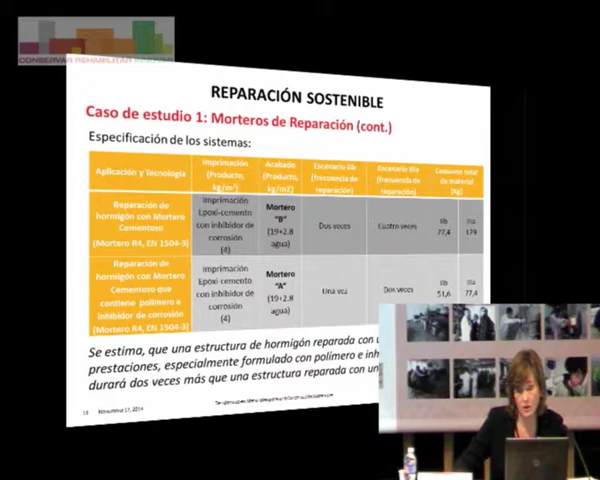 CONSERVAR REHABILITAR INNOVAR
REPARACIÓN SOSTENIBLE
Caso de estudio 1: Morteros de Reparación (cont.)
Especificación de los sistemas:
Aplicación y Tecnología
Imprimación
(Producto,
kg/m²)
Acabado
(Producto,
kg/m2)
Escenario IIb
(frecuencia de
reparación)
Escenario IIIa
(frecuencia de
reparación)
Consumo total
de material
(Kg)
Reparación de
hormigón con Mortero
Cementoso
(Mortero R4, EN 1504-3)
Imprimación
Epoxi-cemento
con inhibidor de
corrosión
(4)
Mortero
"B"
(19+2.8
agua)
Dos veces
Cuatro veces
IIb
77,4
IIIa
179
Reparación de
hormigón con Mortero
Cementoso que
contiene polímero e
inhibidor de corrosión
(Mortero R4, EN 1504-3)
Imprimación
Epoxi-cemento
con inhibidor de
corrosión
(4)
Mortero
"A"
(19+2.8
agua)
Una vez
Dos veces
IIb
51,6
IIIa
77,4
Se estima, que una estructura de hormigón reparada con
prestaciones, especialmente formulado con polímero e inh
durará dos veces más que una estructura reparada con un
November 17, 2014